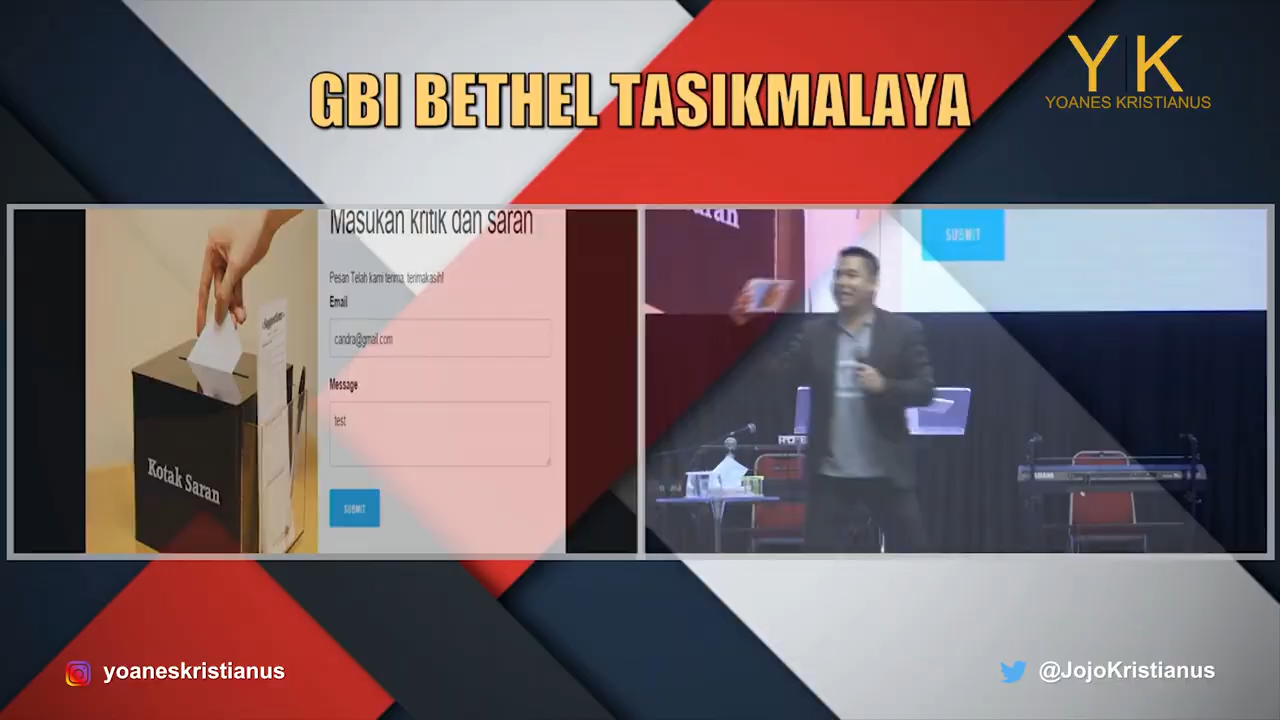 GBI BETHEL TASIKMALAYA
Y K
YOANES KRISTIANUS
Masukan kritik dan saran
Pesan Telah kami terima, terimakasih!
Email
candra@gmail.com
Message
test
SUBMIT
Kotak Saran
SUBMIT
YAMAHA
yoaneskristianus
@JojoKristianus